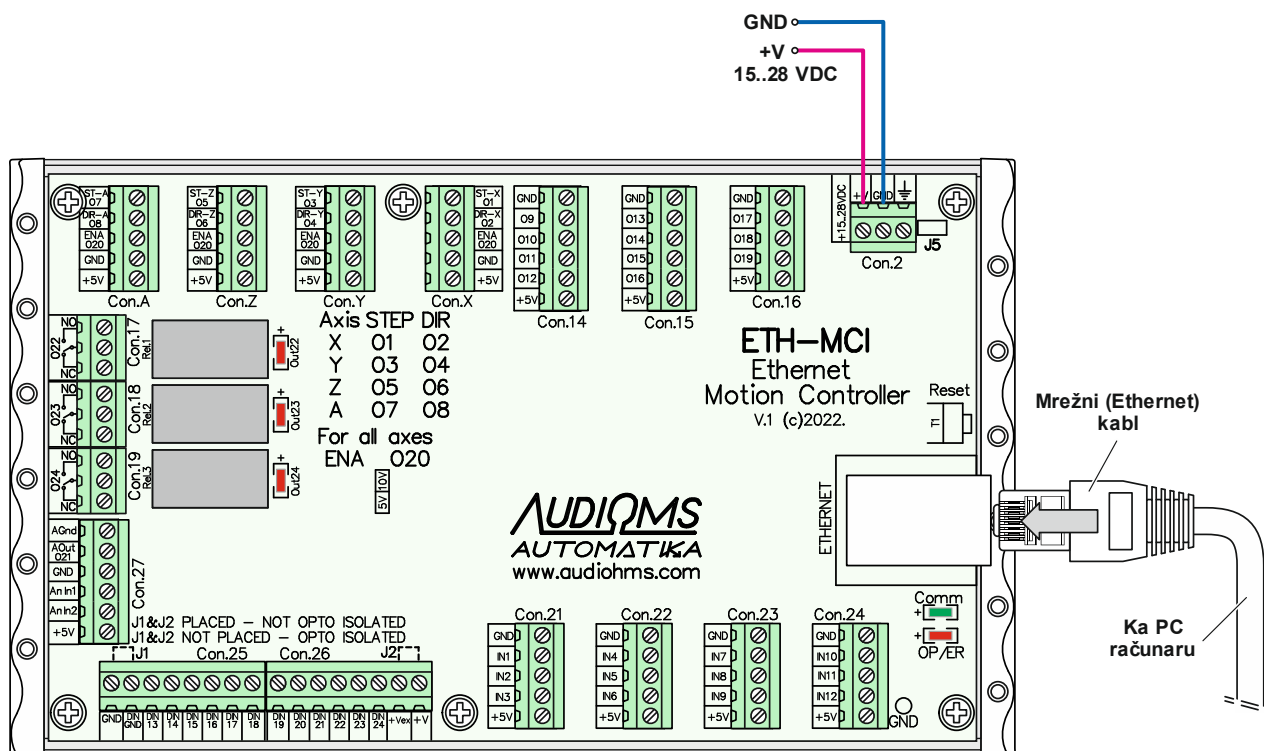 GND
+V
15..28 VDC
ST-A
O7
DIR-A
O8
ENA
O20
GND
+5V
Con.A
ST-Z
O5
DIR-Z
O6
ENA
O20
GND
+5V
Con.Z
ST-Y
O3
DIR-Y
O4
ENA
O20
GND
+5V
Con.Y
ST-X
O1
DIR-X
O2
ENA
O20
GND
+5V
Con.X
GND
O9
O10
O11
O12
+5V
Con.14
GND
O13
O14
O15
O16
+5V
Con.15
GND
O17
O18
O19
+5V
Con.16
+15..28VDC
+V
GND
J5
Con.2
NO
O22
NC
Con.17
Rel.1
+
Out22
NO
O23
NC
Con.18
Rel.2
+
Out23
NO
O24
NC
Con.19
Rel.3
+
Out24
Axis STEP DIR
X O1 O2
Y O3 O4
Z O5 O6
A O7 O8
For all axes
ENA O20
5V 10V
ETH-MCI
Ethernet
Motion Controller
V.1 (c)2022.
Reset
T1
Mrežni (Ethernet)
kabl
ETHERNET
Ka PC
računaru
AUDIΩMS
AUTOMATIKA
www.audiohms.com
AGnd
AOut
O21
GND
An In1
An In2
+5V
Con.27
J1&J2 PLACED - NOT OPTO ISOLATED
J1&J2 NOT PLACED - OPTO ISOLATED
J1
Con.25
Con.26
J2
GND
DIN GND
DIN 13
DIN 14
DIN 15
DIN 16
DIN 17
DIN 18
DIN 19
DIN 20
DIN 21
DIN 22
DIN 23
DIN 24
+Vex
+V
Con.21
GND
IN1
IN2
IN3
+5V
Con.22
GND
IN4
IN5
IN6
+5V
Con.23
GND
IN7
IN8
IN9
+5V
Con.24
GND
IN10
IN11
IN12
+5V
Comm
+
+
OP/ER
GND